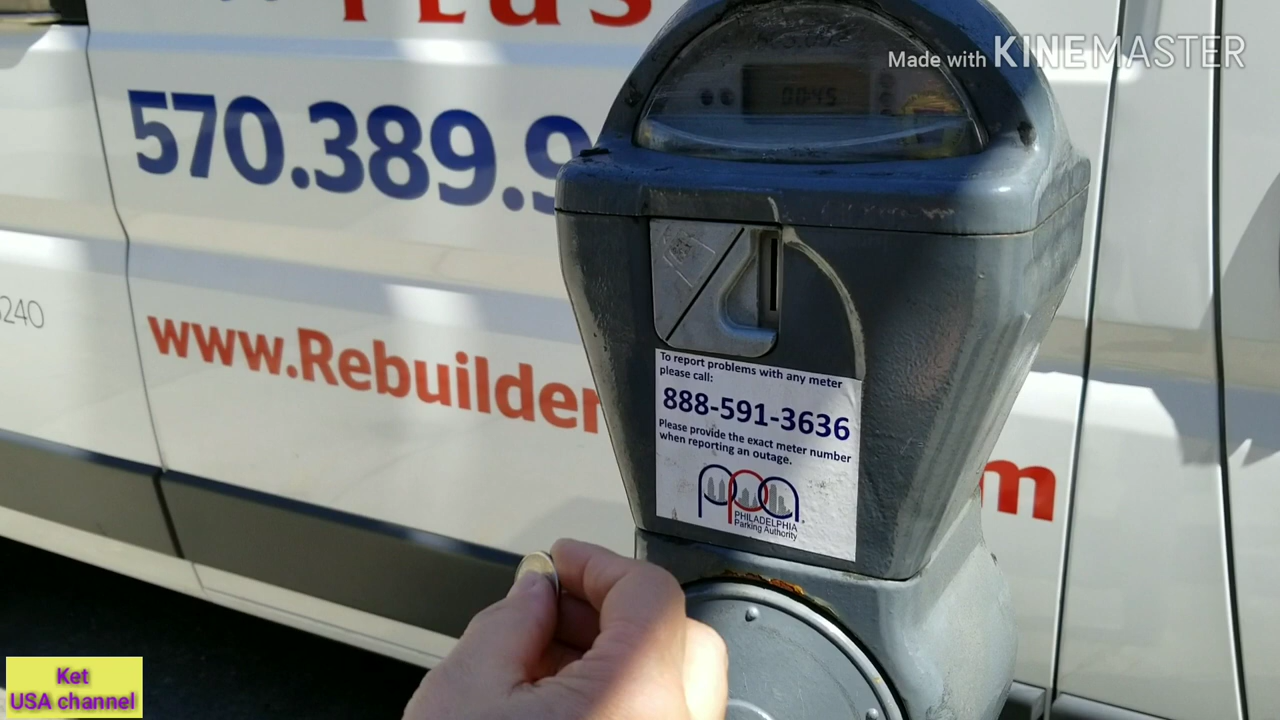 PLUS
Made with KINEMASTER
00:45
570.389.9
240
www.Rebuilder
m
To report problems with any meter
please call:
888-591-3636
Please provide the exact meter number
when reporting an outage.
ppa
PHILADELPHIA
Parking Authority
Ket
USA channel